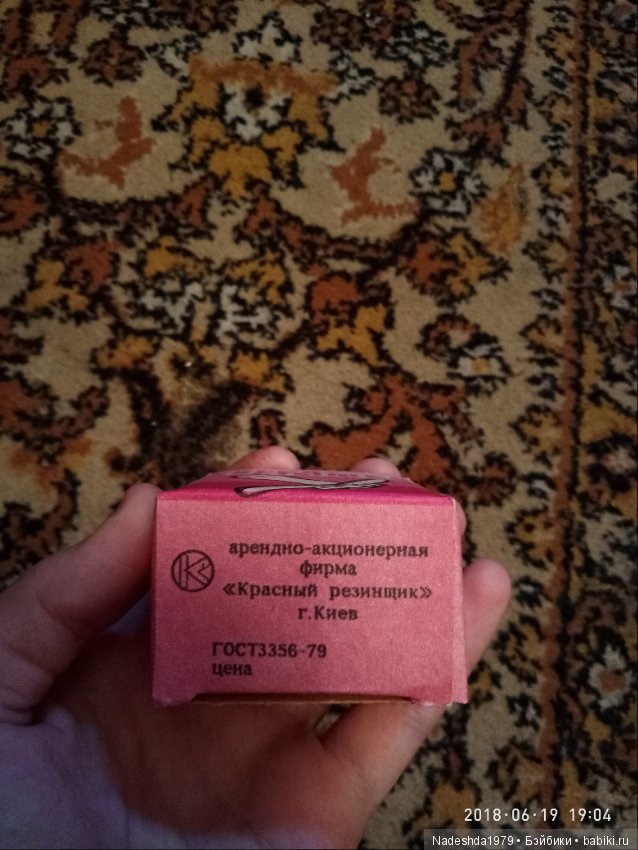 арендно-акционерная
фирма
«Красный резинщик»
г.Киев
ГОСТ3356-79
цена
2018·06·19 19:04
Nadeshda1979 • Бэйбики • babiki.ru